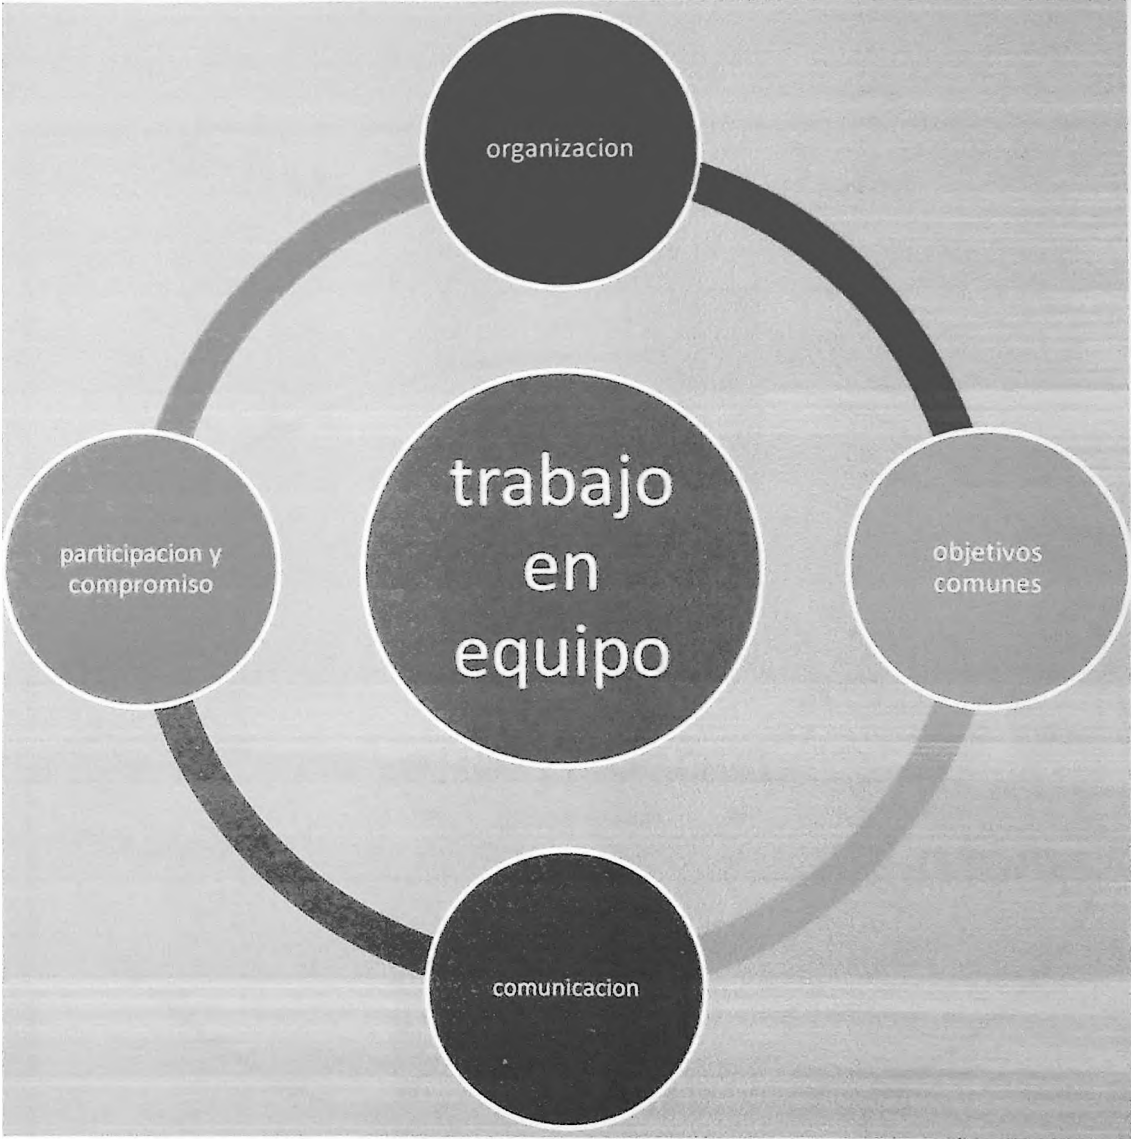 organizacion
trabajo
en
equipo
participacion y
compromiso
objetivos
comunes
comunicacion